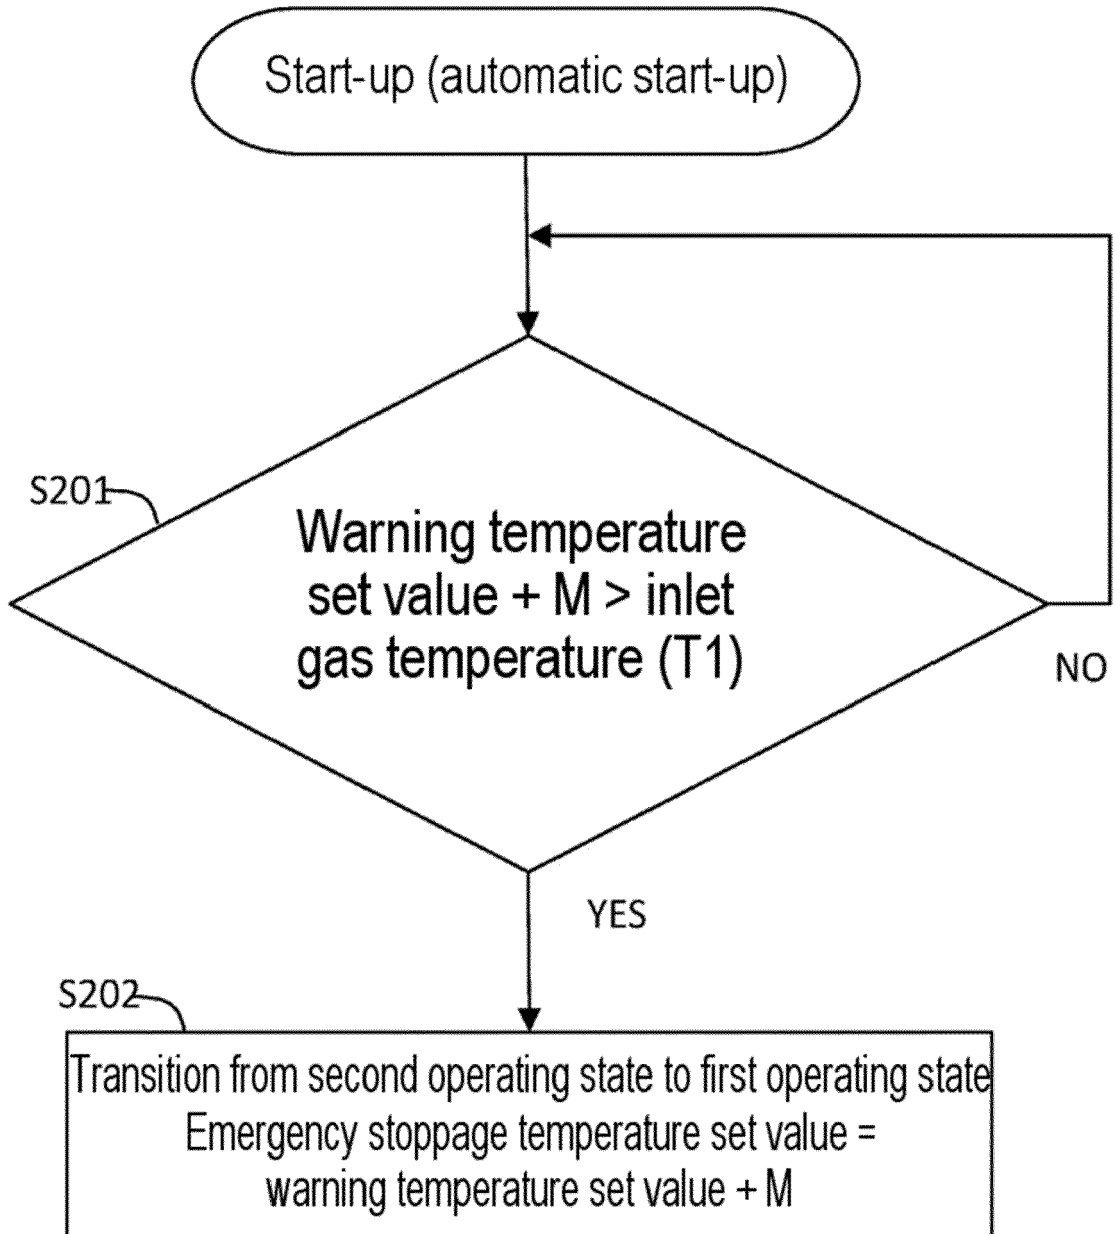 Start-up (automatic start-up)
S201
Warning temperature
set value + M > inlet
gas temperature (T1)
NO
YES
S202
Transition from second operating state to first operating state
Emergency stoppage temperature set value =
warning temperature set value + M